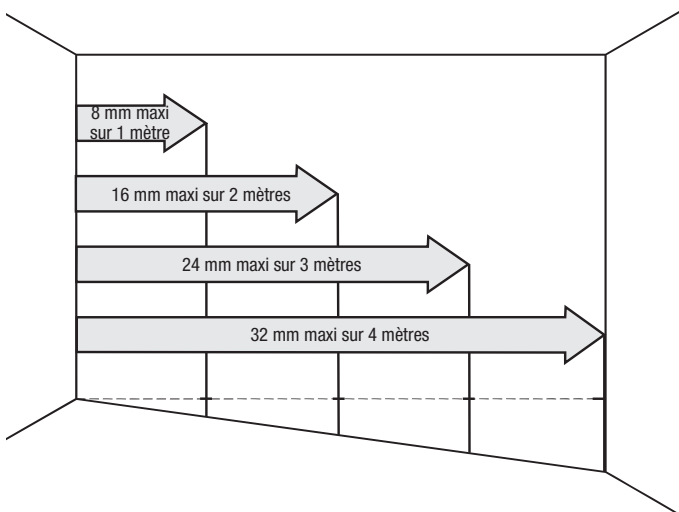 8 mm maxi
sur 1 mètre
16 mm maxi sur 2 mètres
24 mm maxi sur 3 mètres
32 mm maxi sur 4 mètres